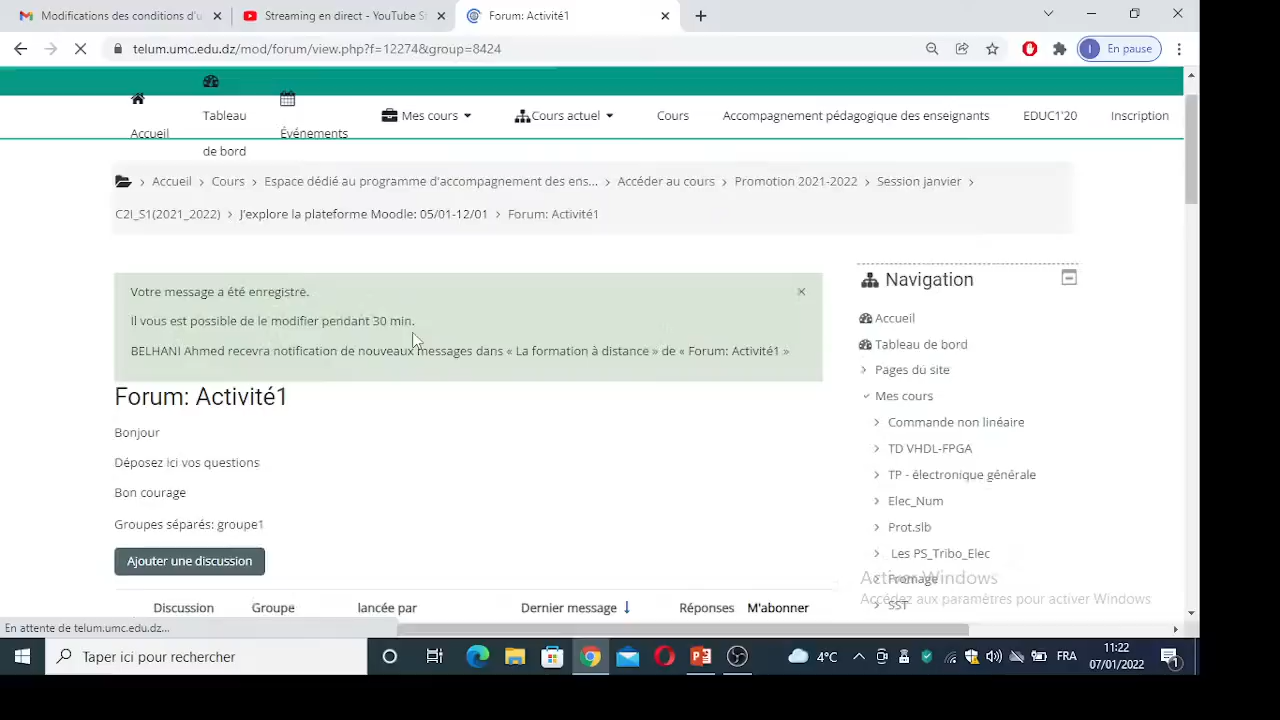 Modifications des conditions d'u
Streaming en direct - YouTube S
Forum: Activité1
telum.umc.edu.dz/mod/forum/view.php?f=12274&group=8424
I
En pause
Accueil
Tableau
de bord
Événements
Mes cours
Cours actuel
Cours
Accompagnement pédagogique des enseignants
EDUC1'20
Inscription
Accueil > Cours > Espace dédié au programme d'accompagnement des ens... > Accéder au cours > Promotion 2021-2022 > Session janvier >
C2I_S1(2021_2022) > J'explore la plateforme Moodle: 05/01-12/01 > Forum: Activité1
Votre message a été enregistré.
×
Il vous est possible de le modifier pendant 30 min.
BELHANI Ahmed recevra notification de nouveaux messages dans « La formation à distance » de « Forum: Activité1 »
Forum: Activité1
Bonjour
Déposez ici vos questions
Bon courage
Groupes séparés: groupe1
Ajouter une discussion
Discussion Groupe lancée par Dernier message ↓ Réponses M'abonner
Navigation
Accueil
Tableau de bord
Pages du site
Mes cours
Commande non linéaire
TD VHDL-FPGA
TP - électronique générale
Elec_Num
Prot.slb
Les PS_Tribo_Elec
Fromage
SST
Activer Windows
Accédez aux paramètres pour activer Windows
En attente de telum.umc.edu.dz...
Taper ici pour rechercher
4°C
FRA
11:22
07/01/2022
1